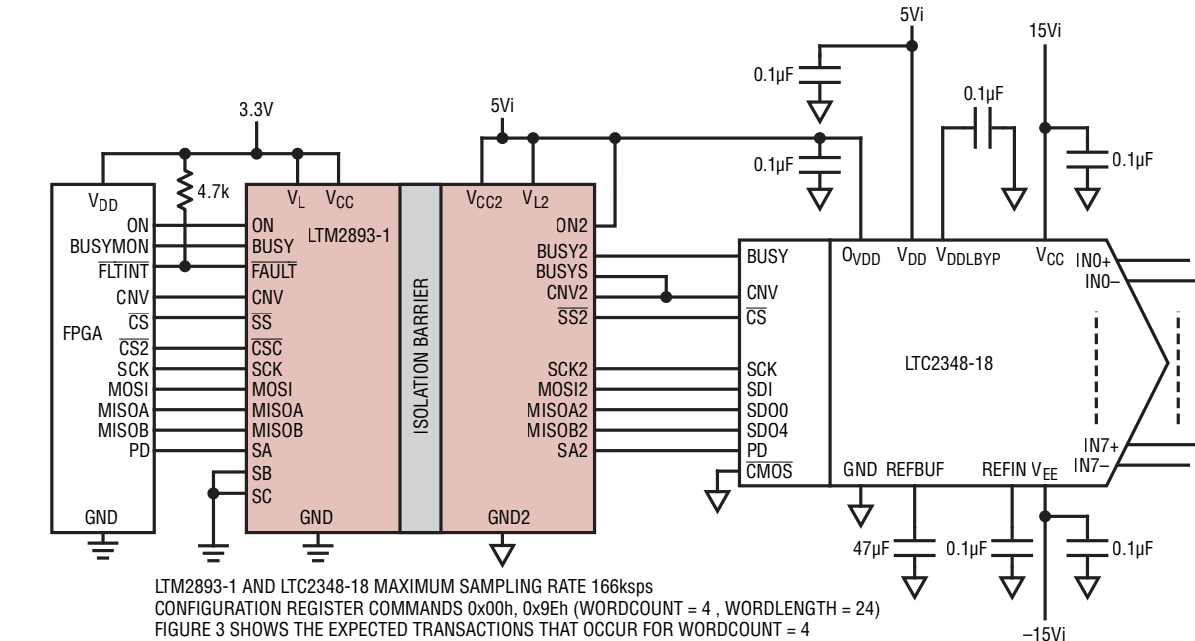 5Vi
15Vi
0.1µF
0.1µF
3.3V
5Vi
0.1µF
0.1µF
4.7k
VDD
VL VCC
VCC2 VL2
ON
BUSYMON
FLTINT
CNV
CS
FPGA
CS2
SCK
MOSI
MISOA
MISOB
PD
GND
ON
LTM2893-1
BUSY
FAULT
CNV
SS
CSC
SCK
MOSI
MISOA
MISOB
SA
SB
SC
GND
ISOLATION BARRIER
ON2
BUSY2
BUSYS
CNV2
SS2
SCK2
MOSI2
MISOA2
MISOB2
SA2
GND2
BUSY
CNV
CS
SCK
SDI
SDO0
SDO4
PD
CMOS
OVDD VDD VDDLBYP VCC
IN0+
IN0–
LTC2348-18
IN7+
IN7–
GND REFBUF REFIN VEE
47µF
0.1µF
0.1µF
–15Vi
LTM2893-1 AND LTC2348-18 MAXIMUM SAMPLING RATE 166ksps
CONFIGURATION REGISTER COMMANDS 0x00h, 0x9Eh (WORDCOUNT = 4 , WORDLENGTH = 24)
FIGURE 3 SHOWS THE EXPECTED TRANSACTIONS THAT OCCUR FOR WORDCOUNT = 4